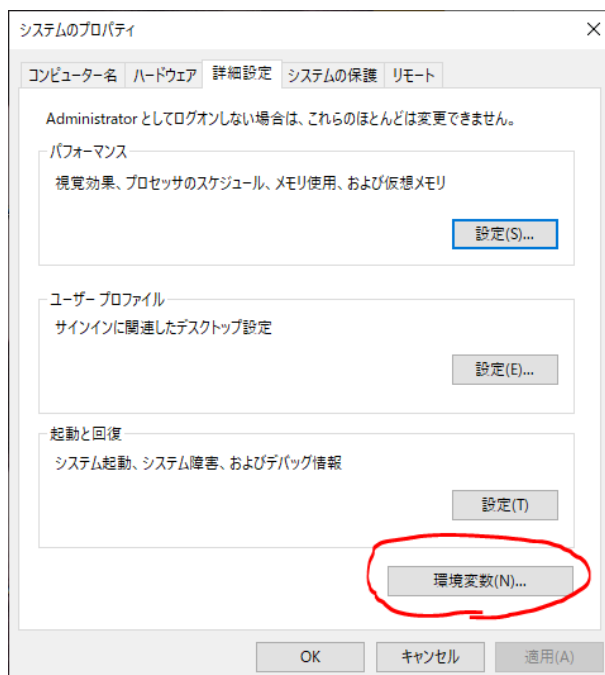 システムのプロパティ
コンピューター名 ハードウェア 詳細設定 システムの保護 リモート
Administrator としてログオンしない場合は、これらのほとんどは変更できません。
パフォーマンス
視覚効果、プロセッサのスケジュール、メモリ使用、および仮想メモリ
設定(S)...
ユーザー プロファイル
サインインに関連したデスクトップ設定
設定(E)...
起動と回復
システム起動、システム障害、およびデバッグ情報
設定(T)
環境変数(N)...
OK キャンセル 適用(A)